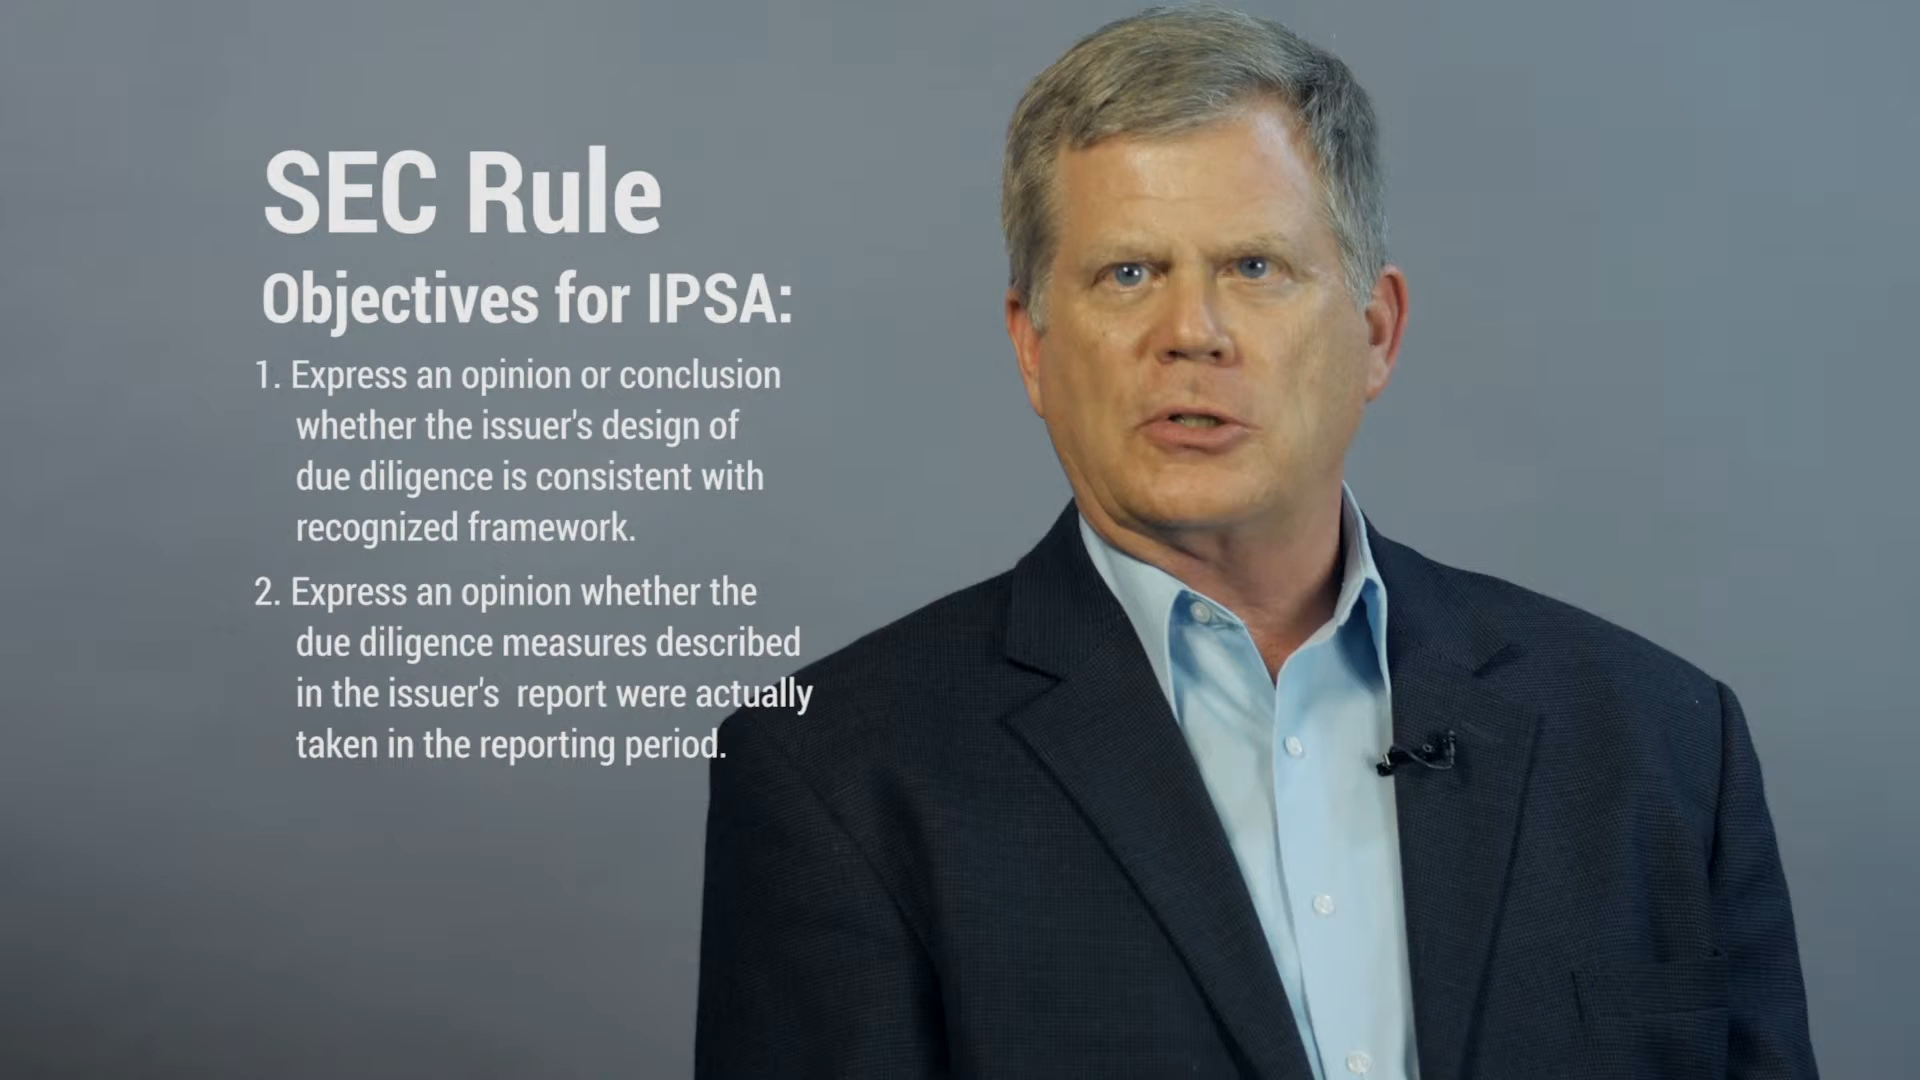 SEC Rule
Objectives for IPSA:
1. Express an opinion or conclusion
whether the issuer's design of
due diligence is consistent with
recognized framework.
2. Express an opinion whether the
due diligence measures described
in the issuer's  report were actually
taken in the reporting period.